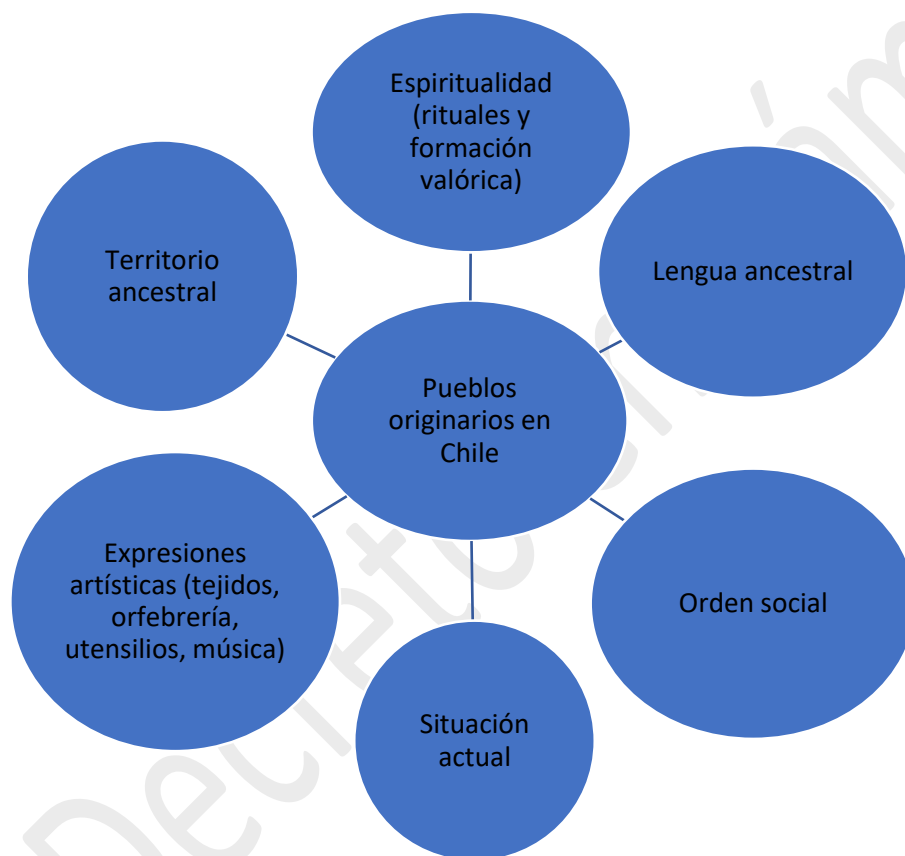 Espiritualidad
(rituales y
formación
valórica)
Territorio
ancestral
Lengua ancestral
Pueblos
originarios en
Chile
Expresiones
artísticas (tejidos,
orfebrería,
utensilios, música)
Orden social
Situación
actual